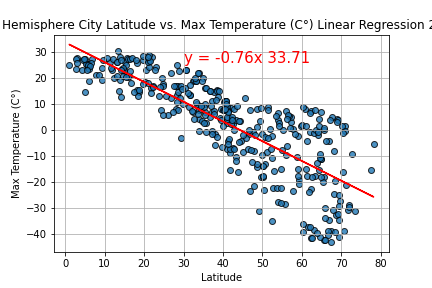 Hemisphere City Latitude vs. Max Temperature (C°) Linear Regression 2
y = -0.76x 33.71
Max Temperature (C°)
30
20
10
0
−10
−20
−30
−40
0 10 20 30 40 50 60 70 80
Latitude